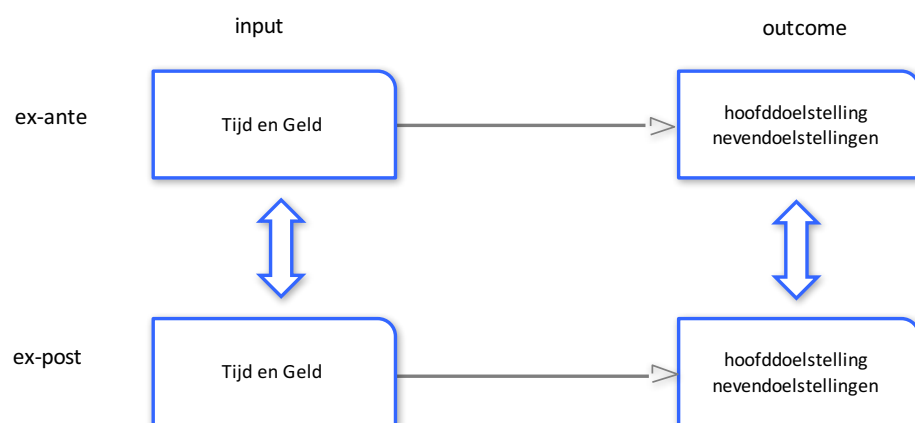 input
outcome
ex-ante
Tijd en Geld
hoofddoelstelling
nevendoelstellingen
ex-post
Tijd en Geld
hoofddoelstelling
nevendoelstellingen